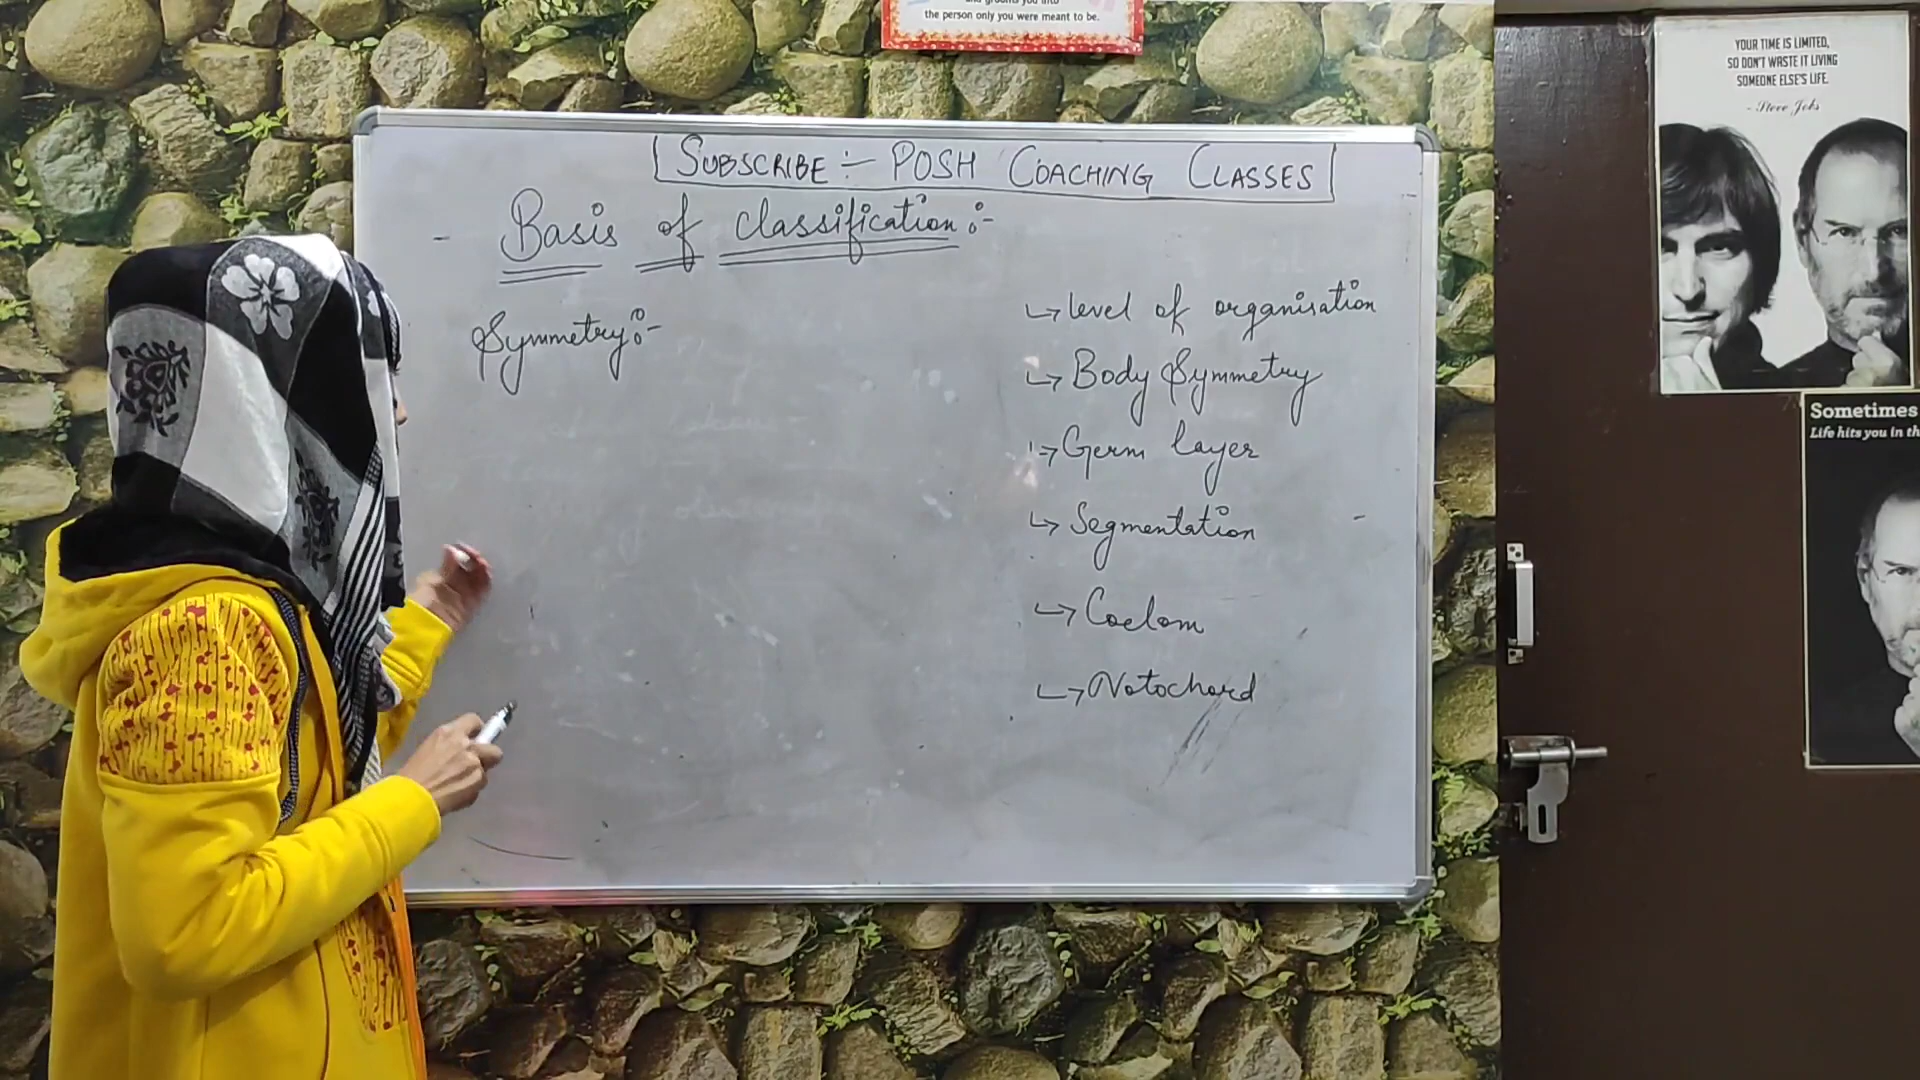 the person only you were meant to be.
YOUR TIME IS LIMITED,
SO DON'T WASTE IT LIVING
SOMEONE ELSE'S LIFE.
- Steve Jobs
SUBSCRIBE :- POSH COACHING CLASSES
- Basis of classification :-
Symmetry :-
↳ level of organisation
↳ Body Symmetry
↳ Germ layer
↳ Segmentation
↳ Coelom
↳ Notochord
Sometimes
Life hits you in th